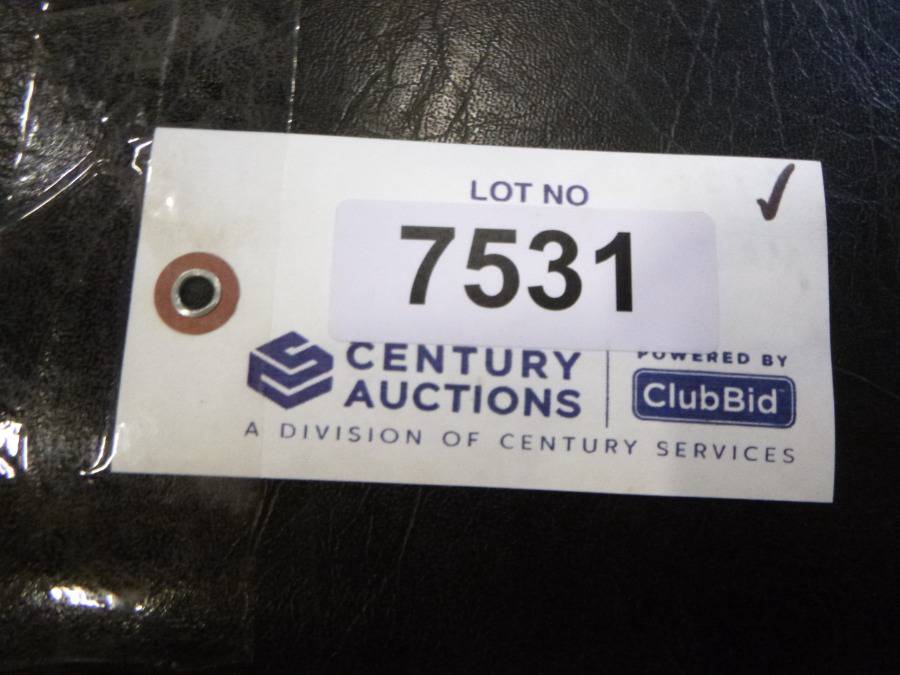 LOT NO
7531
CENTURY
AUCTIONS
POWERED BY
ClubBid
A DIVISION OF CENTURY SERVICES